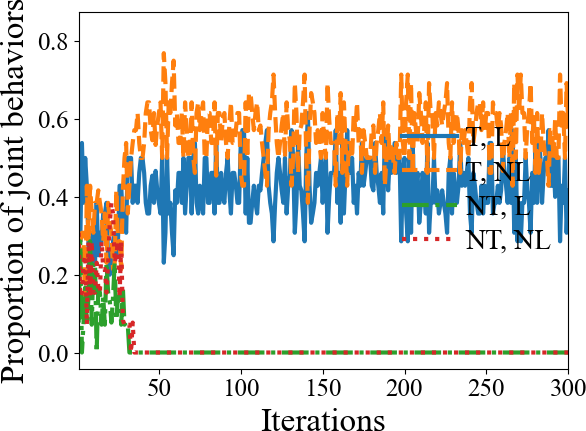 Proportion of joint behaviors
0.8
0.6
0.4
0.2
0.0
T, L
T, NL
NT, L
NT, NL
50
100
150
200
250
300
Iterations